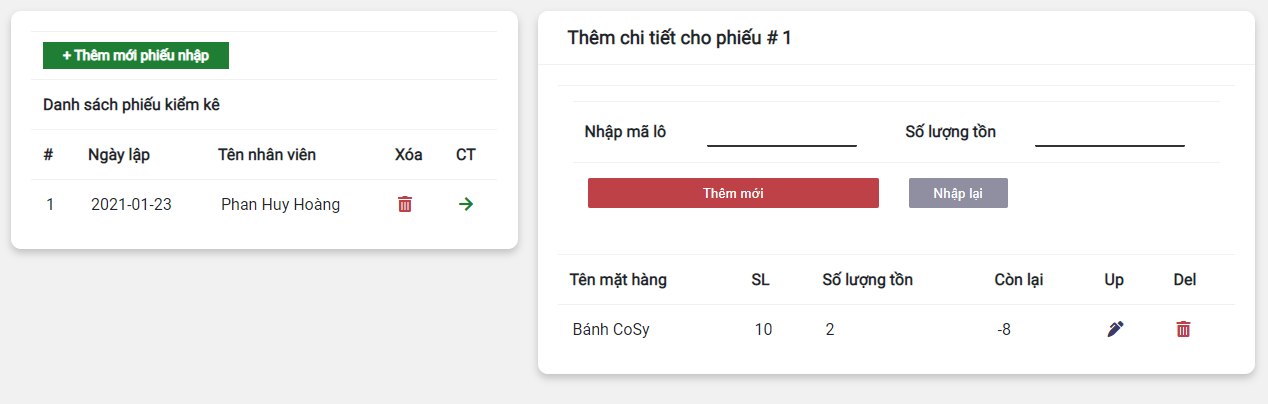 + Thêm mới phiếu nhập
Danh sách phiếu kiểm kê
# Ngày lập Tên nhân viên Xóa CT
1 2021-01-23 Phan Huy Hoàng
Thêm chi tiết cho phiếu # 1
Nhập mã lô Số lượng tồn
Thêm mới Nhập lại
Tên mặt hàng SL Số lượng tồn Còn lại Up Del
Bánh CoSy 10 2 -8